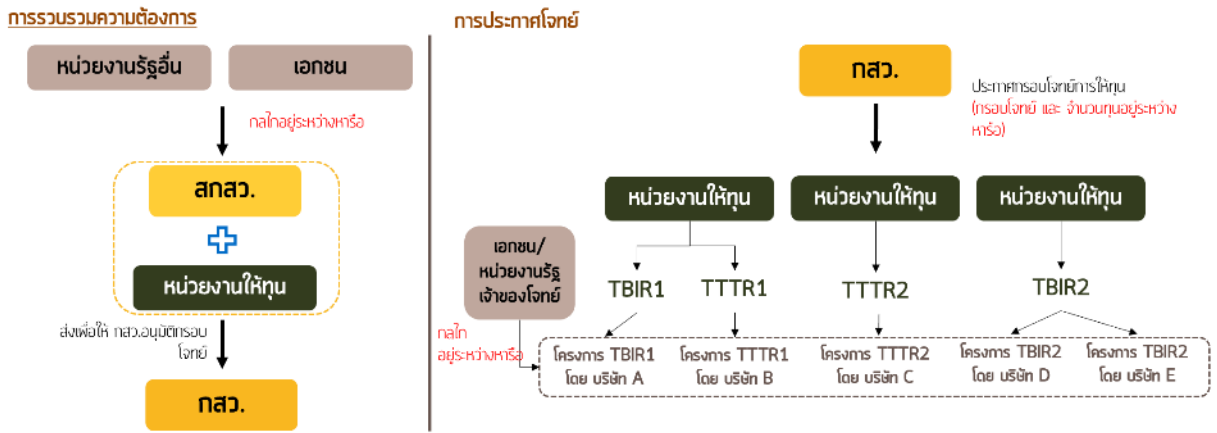 การรวบรวมความต้องการ
หน่วยงานรัฐอื่น
เอกชน
กลไกอยู่ระหว่างหารือ
สกสว.
หน่วยงานให้ทุน
ส่งเพื่อให้ กสว.อนุมัติกรอบ
โจทย์
กสว.
การประกาศโจทย์
กสว.
ประกาศกรอบโจทย์การให้ทุน
(กรอบโจทย์ และ จำนวนทุนอยู่ระหว่าง
หารือ)
หน่วยงานให้ทุน
หน่วยงานให้ทุน
หน่วยงานให้ทุน
เอกชน/
หน่วยงานรัฐ
เจ้าของโจทย์
TBIR1
TTTR1
TTTR2
TBIR2
กลไก
อยู่ระหว่างหารือ
โครงการ TBIR1
โดย บริษัท A
โครงการ TTTR1
โดย บริษัท B
โครงการ TTTR2
โดย บริษัท C
โครงการ TBIR2
โดย บริษัท D
โครงการ TBIR2
โดย บริษัท E